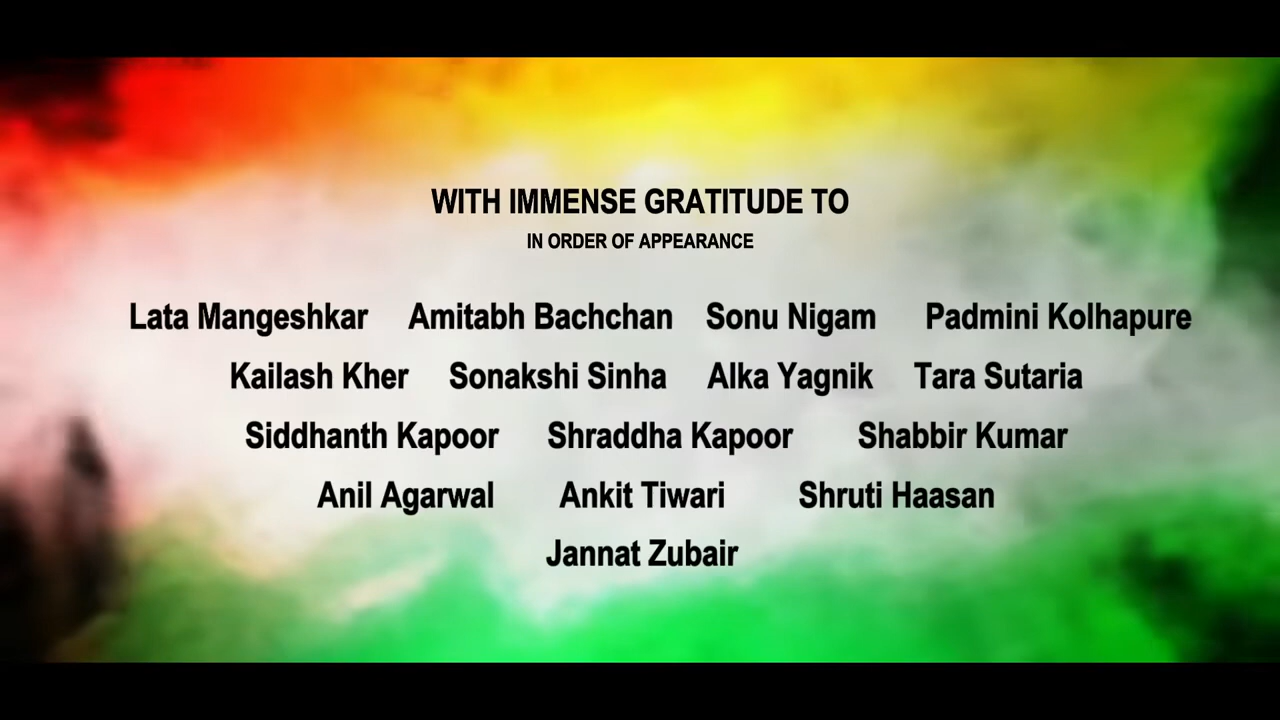 WITH IMMENSE GRATITUDE TO
IN ORDER OF APPEARANCE
Lata Mangeshkar Amitabh Bachchan Sonu Nigam Padmini Kolhapure
Kailash Kher Sonakshi Sinha Alka Yagnik Tara Sutaria
Siddhanth Kapoor Shraddha Kapoor Shabbir Kumar
Anil Agarwal Ankit Tiwari Shruti Haasan
Jannat Zubair